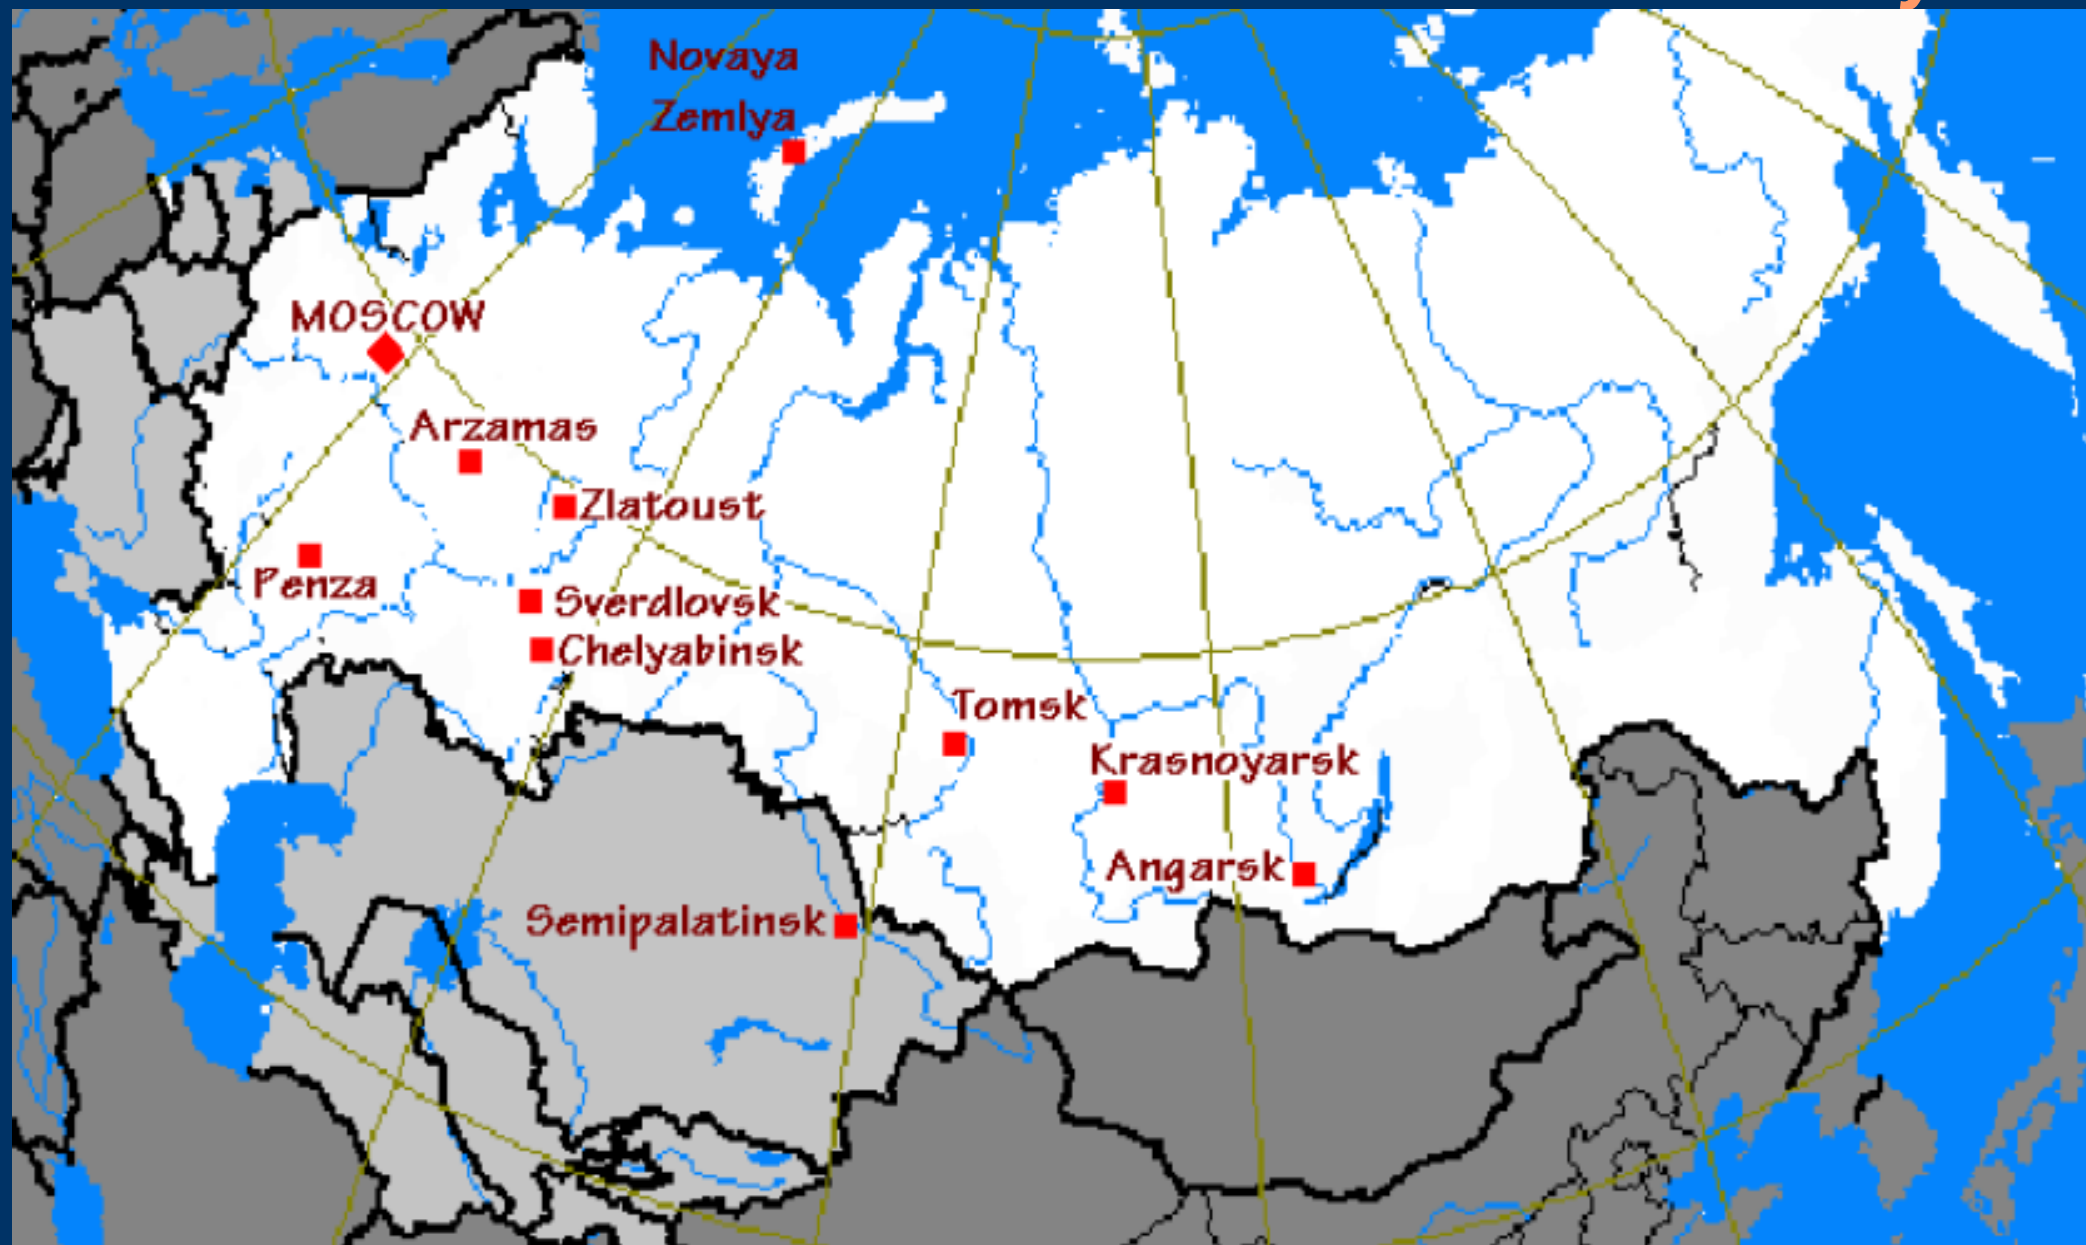 Novaya
Zemlya
MOSCOW
Arzamas
Zlatoust
Penza
Sverdlovsk
Chelyabinsk
Tomsk
Krasnoyarsk
Angarsk
Semipalatinsk